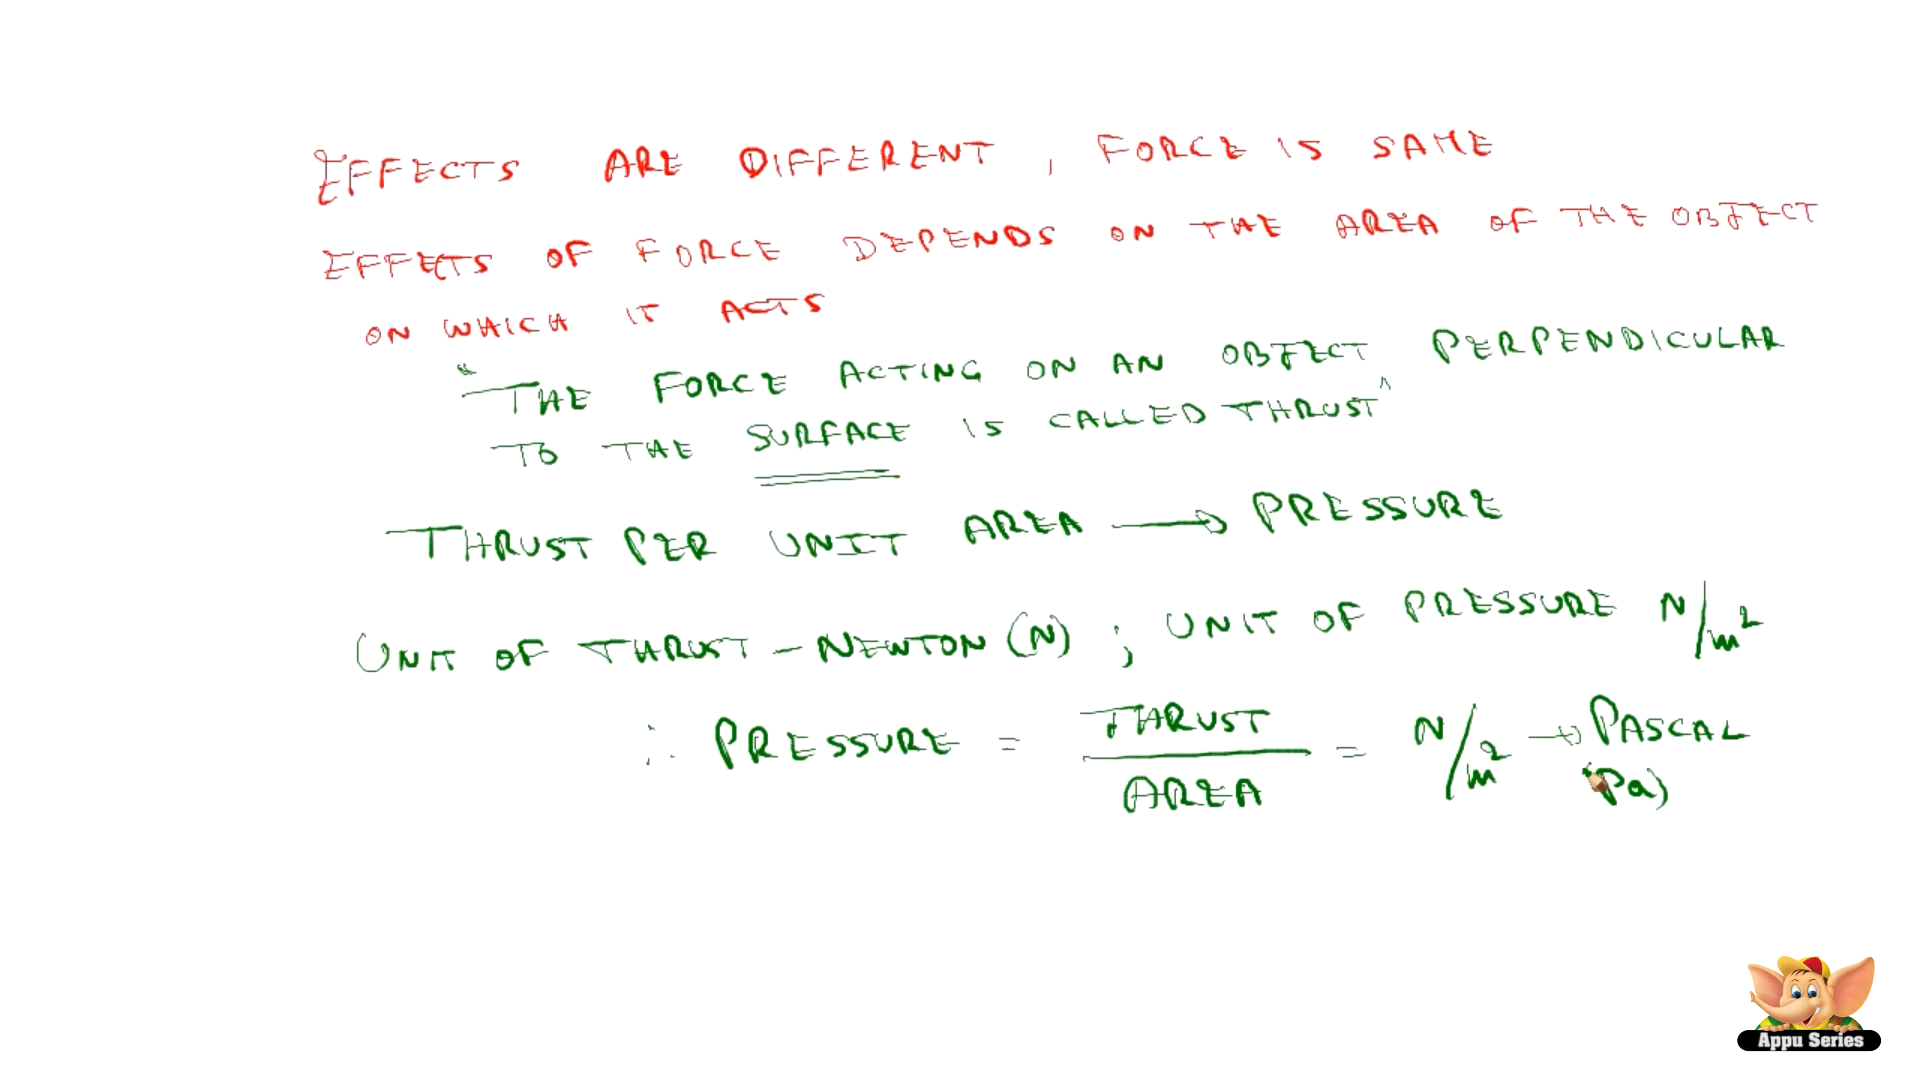 EFFECTS ARE DIFFERENT, FORCE IS SAME
EFFECTS OF FORCE DEPENDS ON THE AREA OF THE OBJECT
ON WHICH IT ACTS
"THE FORCE ACTING ON AN OBJECT PERPENDICULAR
TO THE SURFACE IS CALLED THRUST"
THRUST PER UNIT AREA → PRESSURE
UNIT OF THRUST - NEWTON (N) ; UNIT OF PRESSURE N/m²
∴ PRESSURE = THRUST / AREA = N/m² → PASCAL
(Pa)
Appu Series